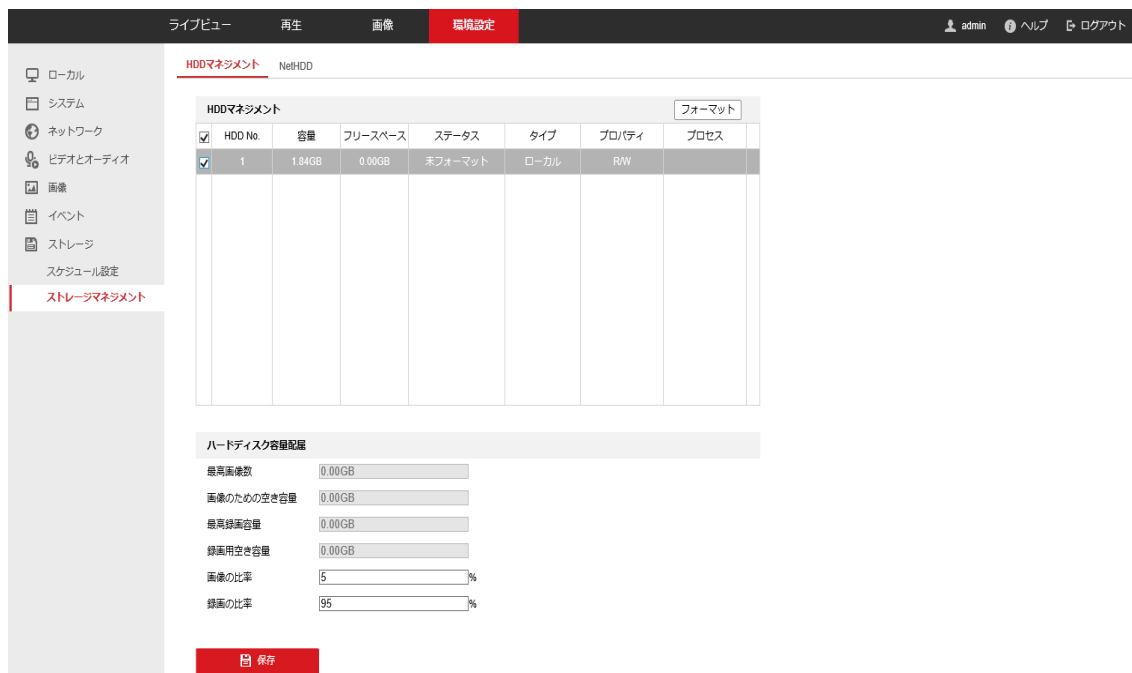 ライブビュー 再生 画像 環境設定 admin ヘルプ ログアウト
HDDマネジメント NetHDD
ローカル
システム
ネットワーク
ビデオとオーディオ
画像
イベント
ストレージ
スケジュール設定
ストレージマネジメント
HDDマネジメント フォーマット
HDD No. 容量 フリースペース ステータス タイプ プロパティ プロセス
1 1.84GB 0.00GB 未フォーマット ローカル R/W
ハードディスク容量配属
最高画像数 0.00GB
画像のための空き容量 0.00GB
最高録画容量 0.00GB
録画用空き容量 0.00GB
画像の比率 5 %
録画の比率 95 %
保存